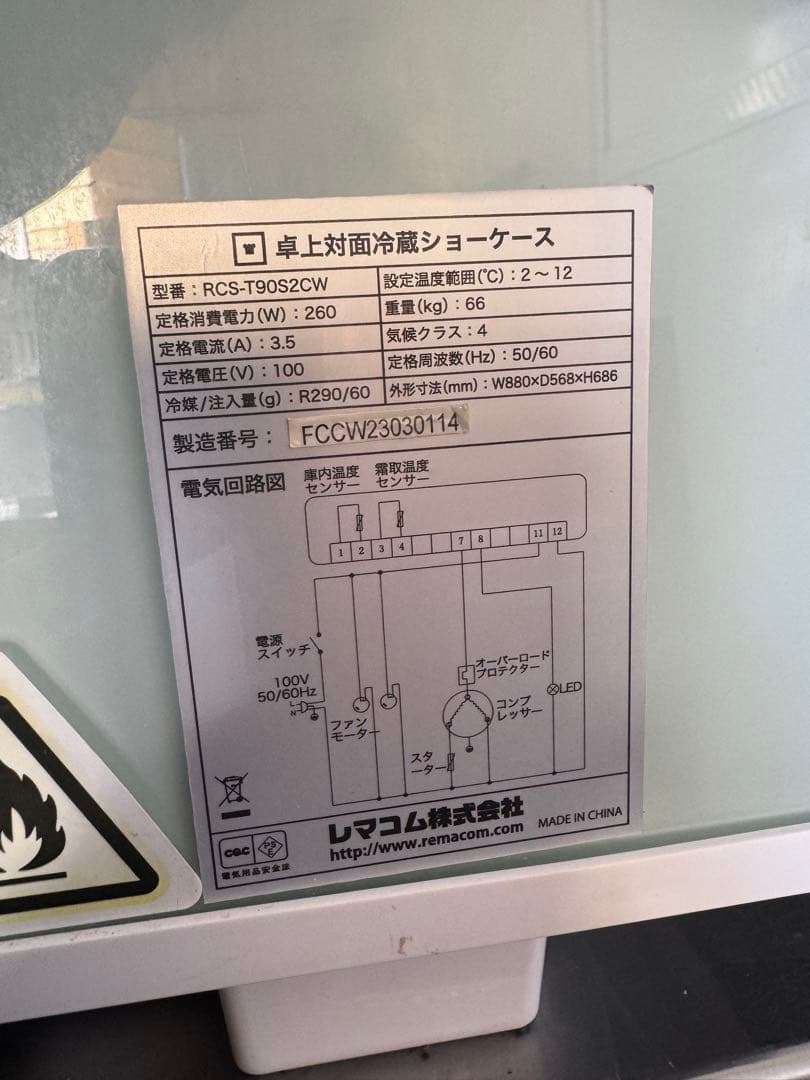 卓上対面冷蔵ショーケース
型番：RCS-T90S2CW
設定温度範囲(℃)：2～12
定格消費電力(W)：260
重量(kg)：66
定格電流(A)：3.5
気候クラス：4
定格電圧(V)：100
定格周波数(Hz)：50/60
冷媒/注入量(g)：R290/60
外形寸法(mm)：W880×D568×H686
製造番号：FCCW23030114
電気回路図
庫内温度
センサー
霜取温度
センサー
1 2 3 4 7 8 11 12
電源
スイッチ
100V
50/60Hz
L
N
ファン
モーター
オーバーロード
プロテクター
コンプ
レッサー
LED
スタ
ーター
レマコム株式会社
http://www.remacom.com
MADE IN CHINA
CQC
PS
E
電気用品安全法